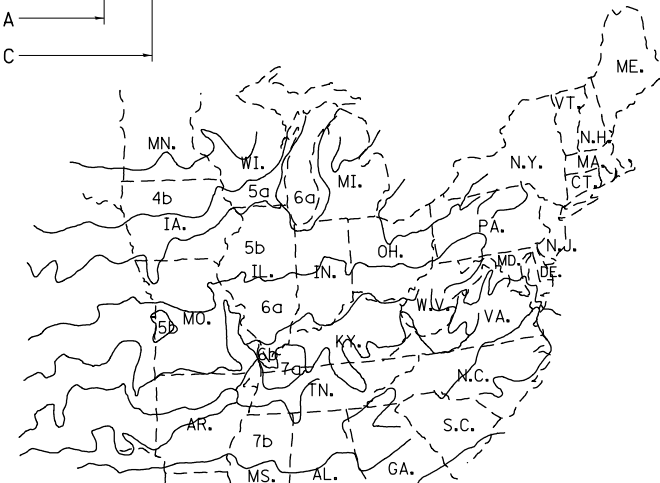 A
C
ME.
VT.
MN.
N.H.
WI.
N.Y.
MA.
MI.
CT.
4b
5a
6a
IA.
PA.
5b
OH.
N.J.
IL.
IN.
MD.
DE.
6a
W.V.
5b
MO.
VA.
KY.
6b
7a
N.C.
TN.
AR.
S.C.
7b
MS.
AL.
GA.